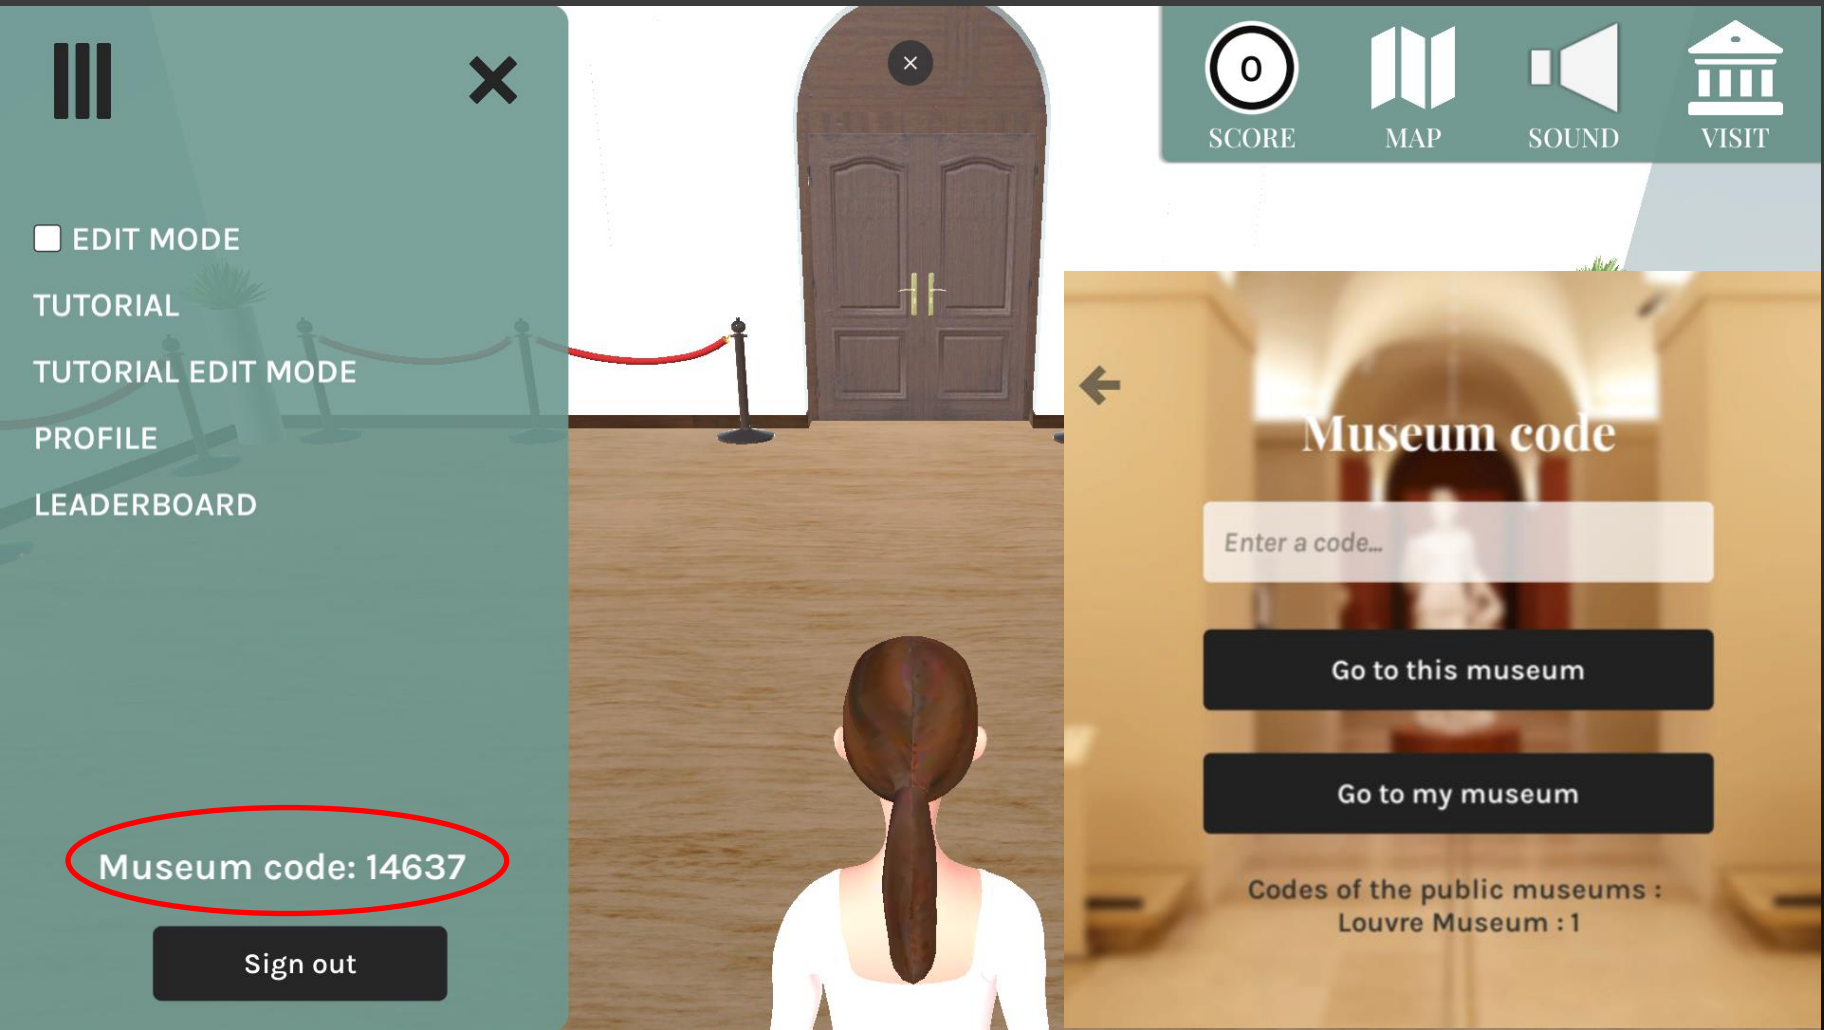 EDIT MODE
TUTORIAL
TUTORIAL EDIT MODE
PROFILE
LEADERBOARD
Museum code: 14637
Sign out
0
SCORE
MAP
SOUND
VISIT
Museum code
Enter a code...
Go to this museum
Go to my museum
Codes of the public museums :
Louvre Museum : 1